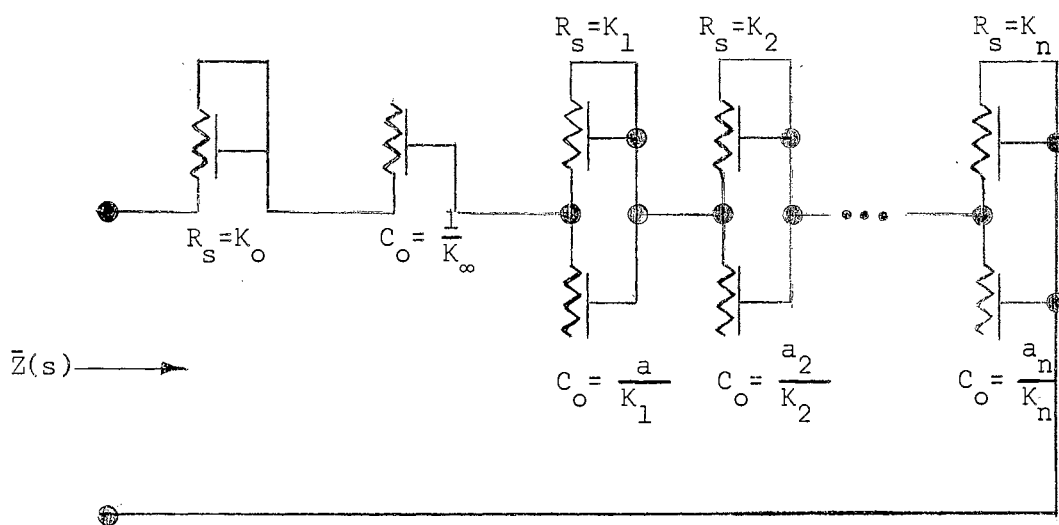 R_s=K_1
R_s=K_2
R_s=K_n
R_s=K_o
C_o= 1/K_∞
Z̄(s)
C_o= a/K_1
C_o= a_2/K_2
C_o= a_n/K_n